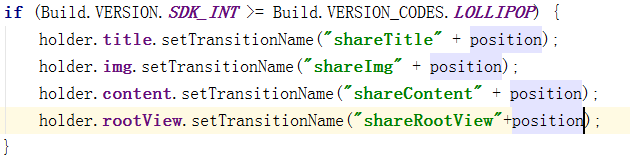 if (Build.VERSION.SDK_INT >= Build.VERSION_CODES.LOLLIPOP) {
holder.title.setTransitionName("shareTitle" + position);
holder.img.setTransitionName("shareImg" + position);
holder.content.setTransitionName("shareContent" + position);
holder.rootView.setTransitionName("shareRootView"+position);
}